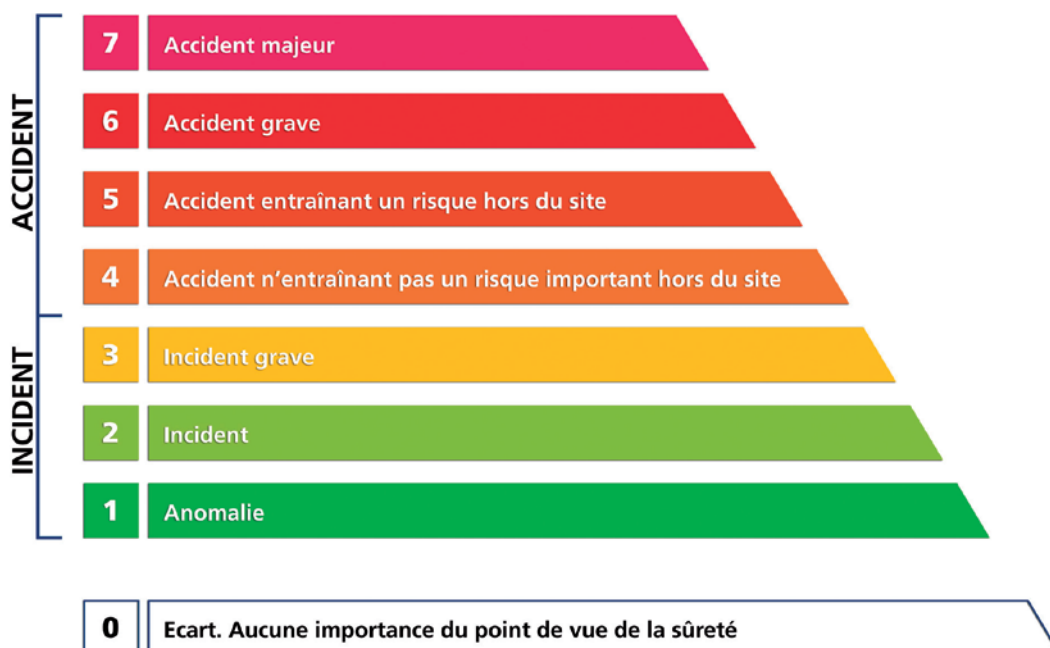 ACCIDENT
7 Accident majeur
6 Accident grave
5 Accident entraînant un risque hors du site
4 Accident n’entraînant pas un risque important hors du site
INCIDENT
3 Incident grave
2 Incident
1 Anomalie
0 Ecart. Aucune importance du point de vue de la sûreté